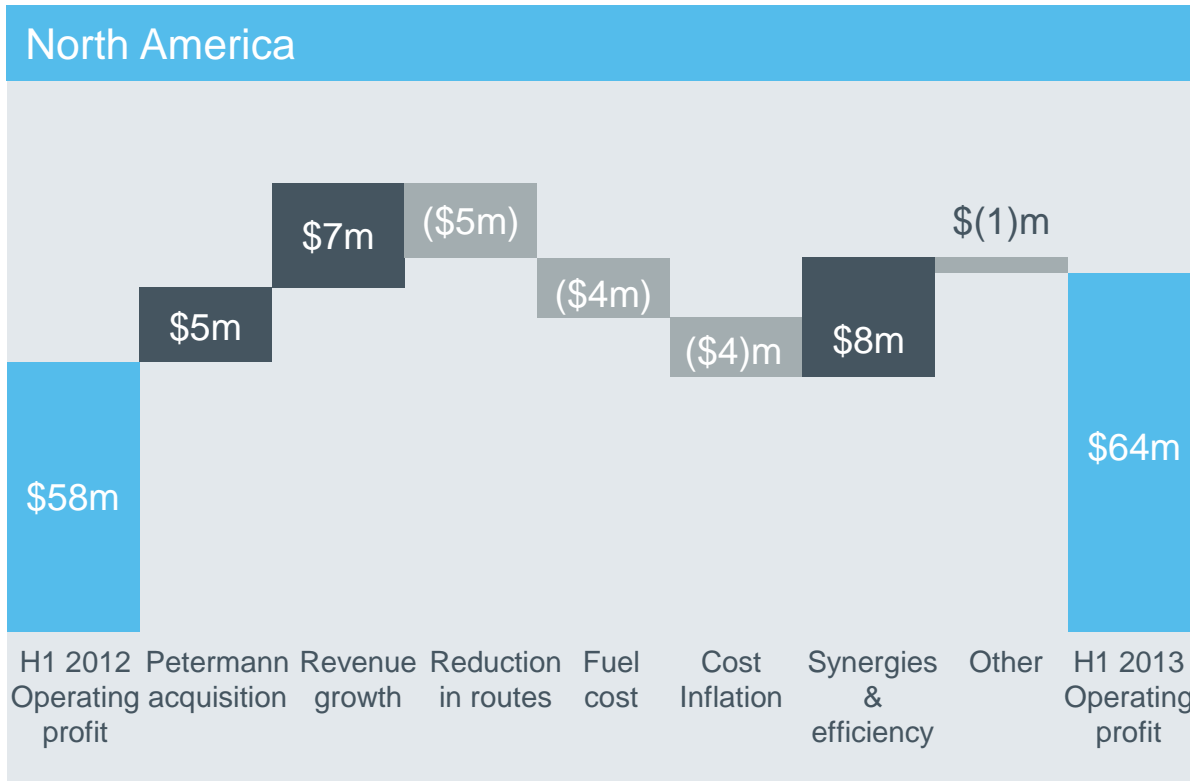 North America
$58m
$5m
$7m
($5m)
($4m)
($4)m
$8m
$(1)m
$64m
H1 2012
Operating
profit
Petermann
acquisition
Revenue
growth
Reduction
in routes
Fuel
cost
Cost
Inflation
Synergies
&
efficiency
Other
H1 2013
Operating
profit